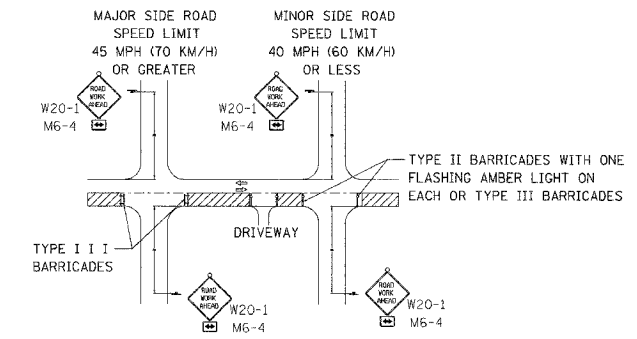 MAJOR SIDE ROAD
SPEED LIMIT
45 MPH (70 KM/H)
OR GREATER
MINOR SIDE ROAD
SPEED LIMIT
40 MPH (60 KM/H)
OR LESS
ROAD
WORK
AHEAD
W20-1
M6-4
ROAD
WORK
AHEAD
W20-1
M6-4
TYPE II BARRICADES WITH ONE
FLASHING AMBER LIGHT ON
EACH OR TYPE III BARRICADES
DRIVEWAY
TYPE I I I
BARRICADES
ROAD
WORK
AHEAD
W20-1
M6-4
ROAD
WORK
AHEAD
W20-1
M6-4